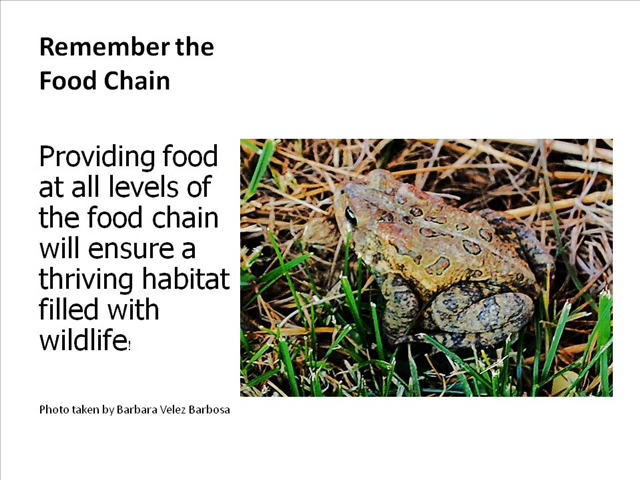 Remember the
Food Chain
Providing food
at all levels of
the food chain
will ensure a
thriving habitat
filled with
wildlife!
Photo taken by Barbara Velez Barbosa